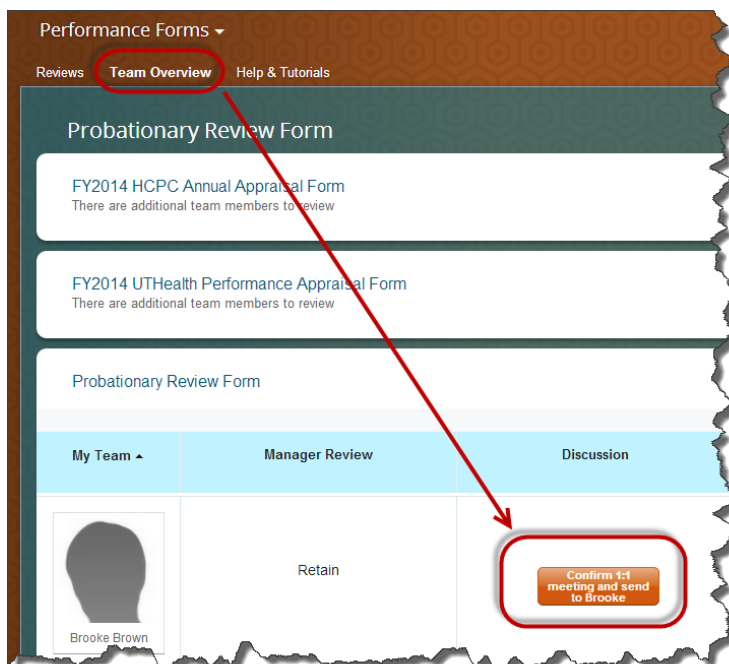 Performance Forms
Reviews Team Overview Help & Tutorials
Probationary Review Form
FY2014 HCPC Annual Appraisal Form
There are additional team members to review
FY2014 UTHealth Performance Appraisal Form
There are additional team members to review
Probationary Review Form
My Team Manager Review Discussion
Retain
Confirm 1:1
meeting and send
to Brooke
Brooke Brown